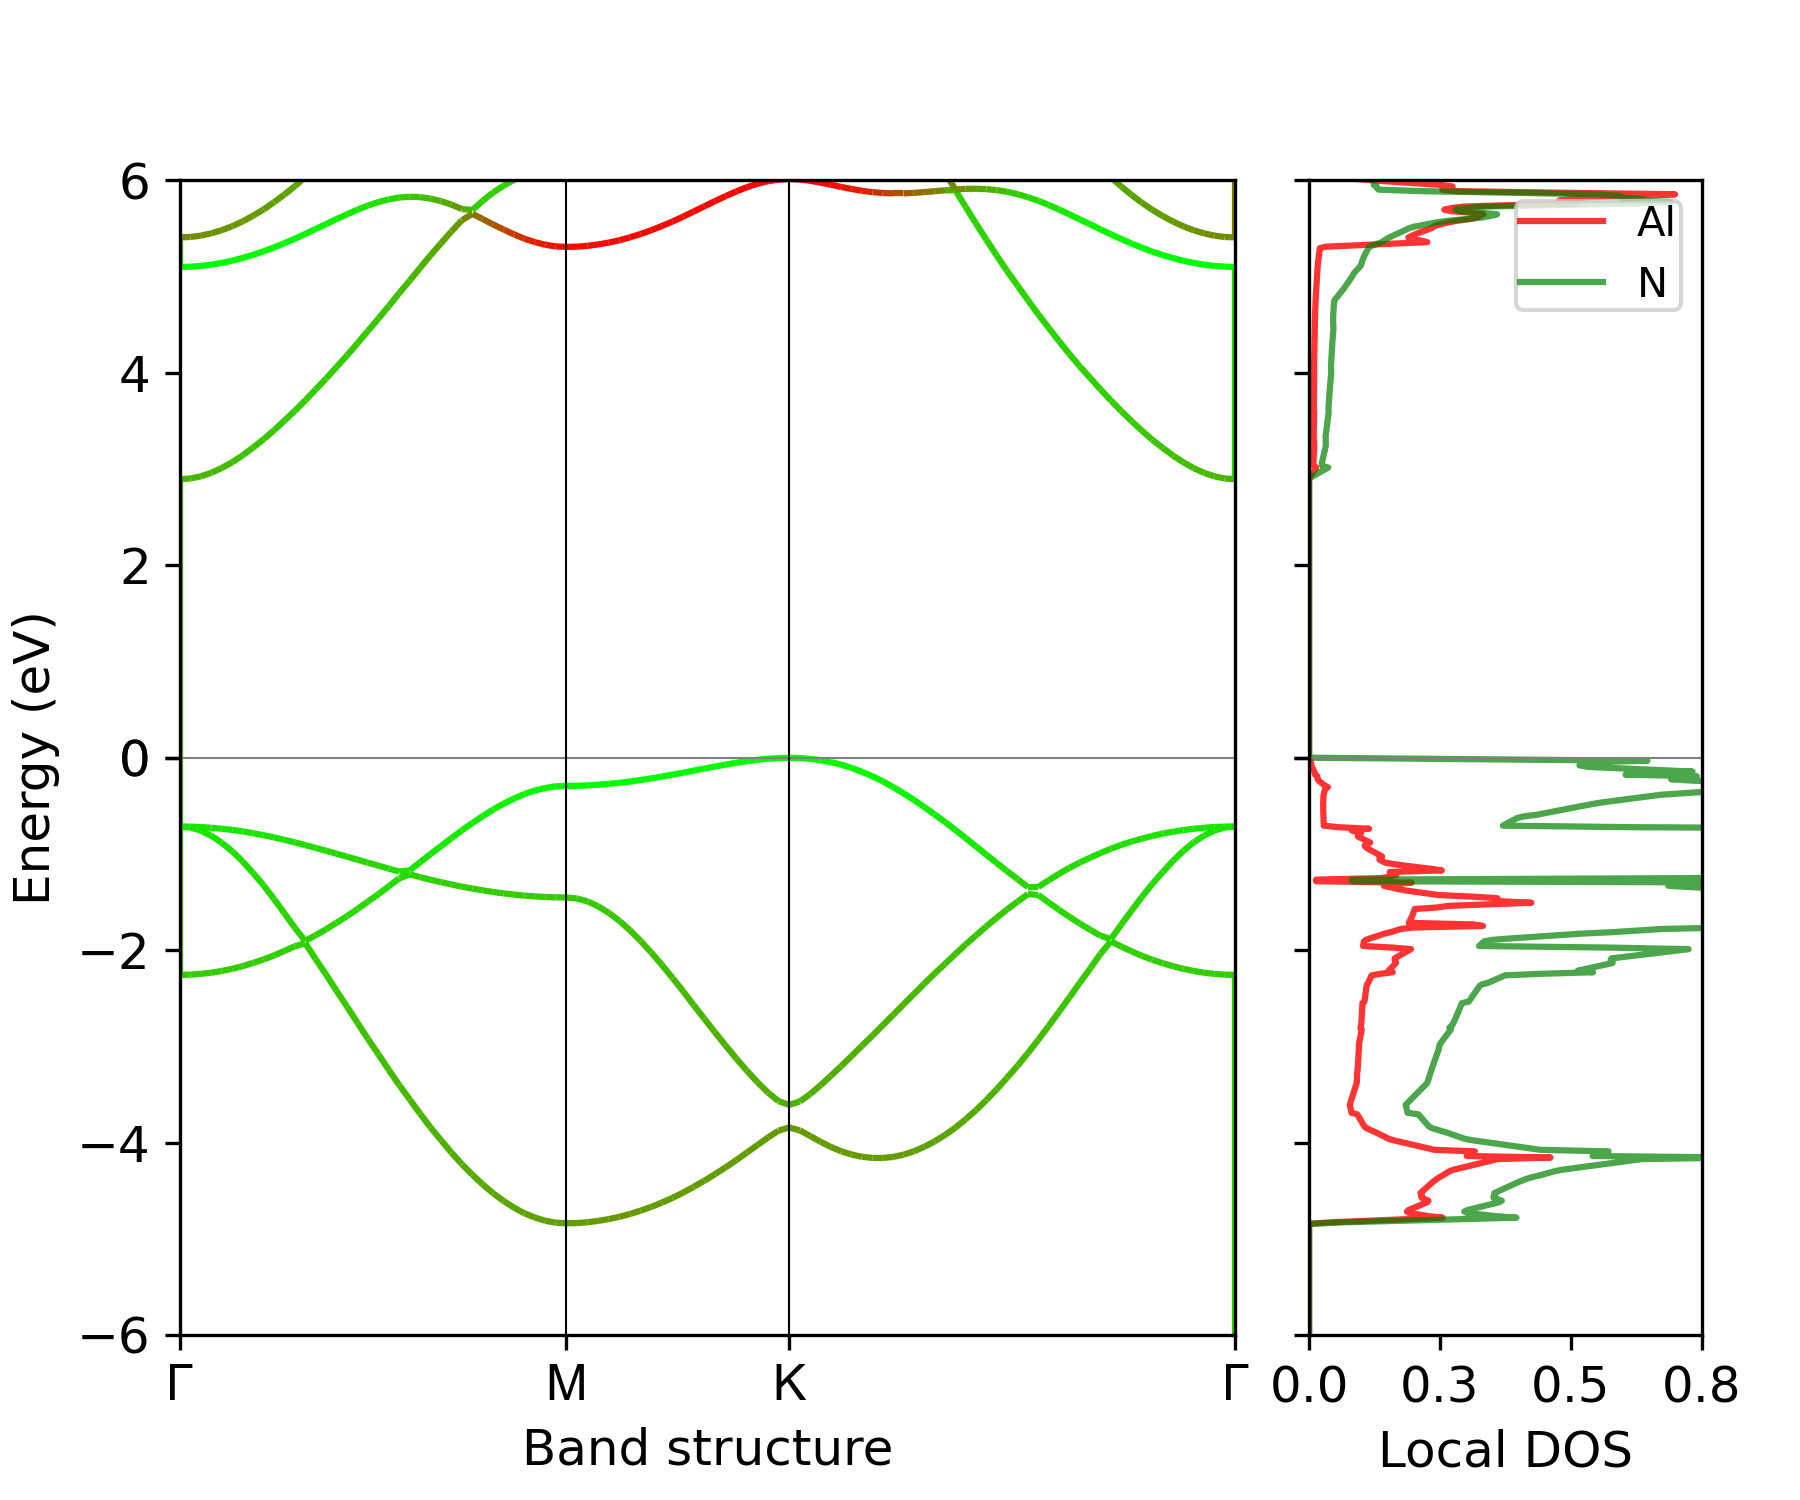 Energy (eV)
6
4
2
0
−2
−4
−6
Γ M K Γ
Band structure
Al
N
0.0 0.3 0.5 0.8
Local DOS